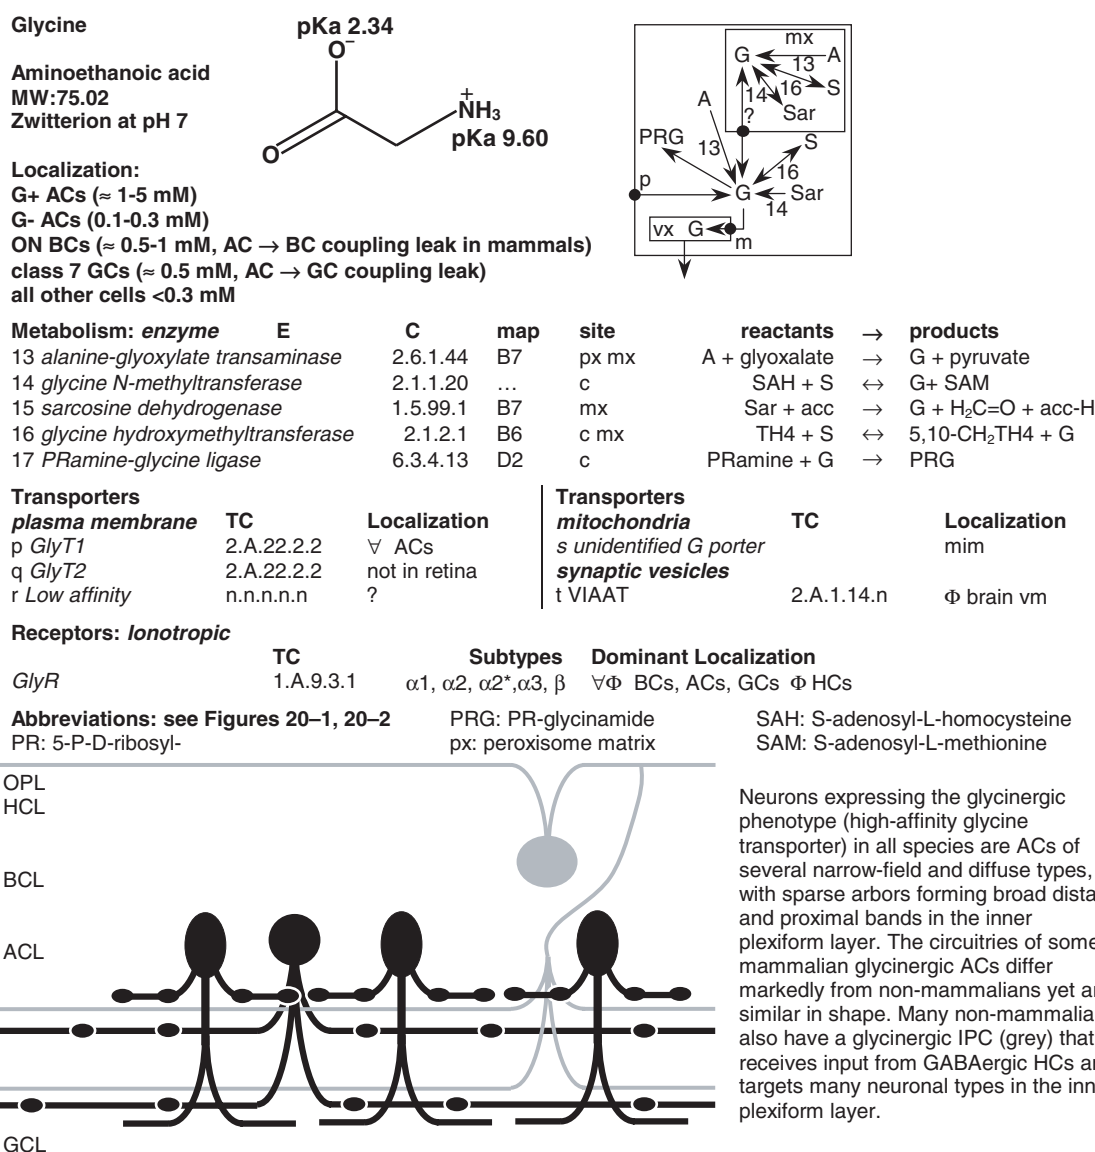 Glycine
Aminoethanoic acid
MW:75.02
Zwitterion at pH 7
pKa 2.34
O–
O
+
NH3
pKa 9.60
mx
G
A
13
S
16
14
Sar
?
A
PRG
13
S
16
p
G
Sar
14
vx G
m
Localization:
G+ ACs (≈ 1-5 mM)
G- ACs (0.1-0.3 mM)
ON BCs (≈ 0.5-1 mM, AC → BC coupling leak in mammals)
class 7 GCs (≈ 0.5 mM, AC → GC coupling leak)
all other cells <0.3 mM
Metabolism: enzyme E C map site reactants → products
13 alanine-glyoxylate transaminase 2.6.1.44 B7 px mx A + glyoxalate → G + pyruvate
14 glycine N-methyltransferase 2.1.1.20 ... c SAH + S ↔ G+ SAM
15 sarcosine dehydrogenase 1.5.99.1 B7 mx Sar + acc → G + H2C=O + acc-H
16 glycine hydroxymethyltransferase 2.1.2.1 B6 c mx TH4 + S ↔ 5,10-CH2TH4 + G
17 PRamine-glycine ligase 6.3.4.13 D2 c PRamine + G → PRG
Transporters
plasma membrane TC Localization
p GlyT1 2.A.22.2.2 ∀ ACs
q GlyT2 2.A.22.2.2 not in retina
r Low affinity n.n.n.n.n ?
Transporters
mitochondria TC Localization
s unidentified G porter mim
synaptic vesicles
t VIAAT 2.A.1.14.n Φ brain vm
Receptors: Ionotropic
TC Subtypes Dominant Localization
GlyR 1.A.9.3.1 α1, α2, α2*,α3, β ∀Φ BCs, ACs, GCs Φ HCs
Abbreviations: see Figures 20–1, 20–2 PRG: PR-glycinamide SAH: S-adenosyl-L-homocysteine
PR: 5-P-D-ribosyl- px: peroxisome matrix SAM: S-adenosyl-L-methionine
OPL
HCL
BCL
ACL
GCL
Neurons expressing the glycinergic
phenotype (high-affinity glycine
transporter) in all species are ACs of
several narrow-field and diffuse types,
with sparse arbors forming broad dista
and proximal bands in the inner
plexiform layer. The circuitries of some
mammalian glycinergic ACs differ
markedly from non-mammalians yet ar
similar in shape. Many non-mammalia
also have a glycinergic IPC (grey) that
receives input from GABAergic HCs an
targets many neuronal types in the inn
plexiform layer.